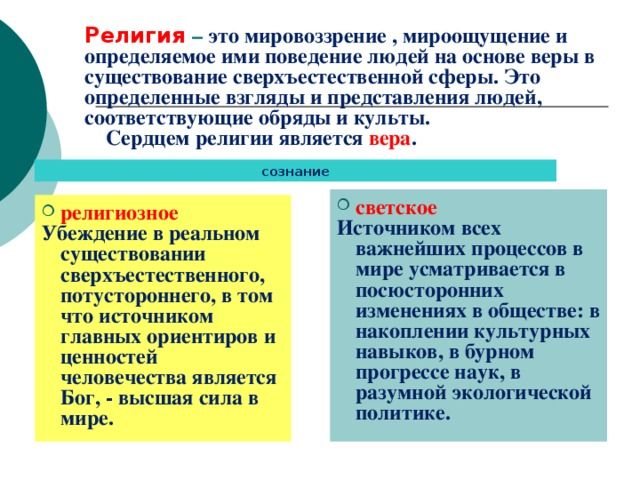 Религия – это мировоззрение , мироощущение и
определяемое ими поведение людей на основе веры в
существование сверхъестественной сферы. Это
определенные взгляды и представления людей,
соответствующие обряды и культы.
Сердцем религии является вера.
сознание
религиозное
Убеждение в реальном
существовании
сверхъестественного,
потустороннего, в том
что источником
главных ориентиров и
ценностей
человечества является
Бог, - высшая сила в
мире.
светское
Источником всех
важнейших процессов в
мире усматривается в
посюсторонних
изменениях в обществе: в
накоплении культурных
навыков, в бурном
прогрессе наук, в
разумной экологической
политике.